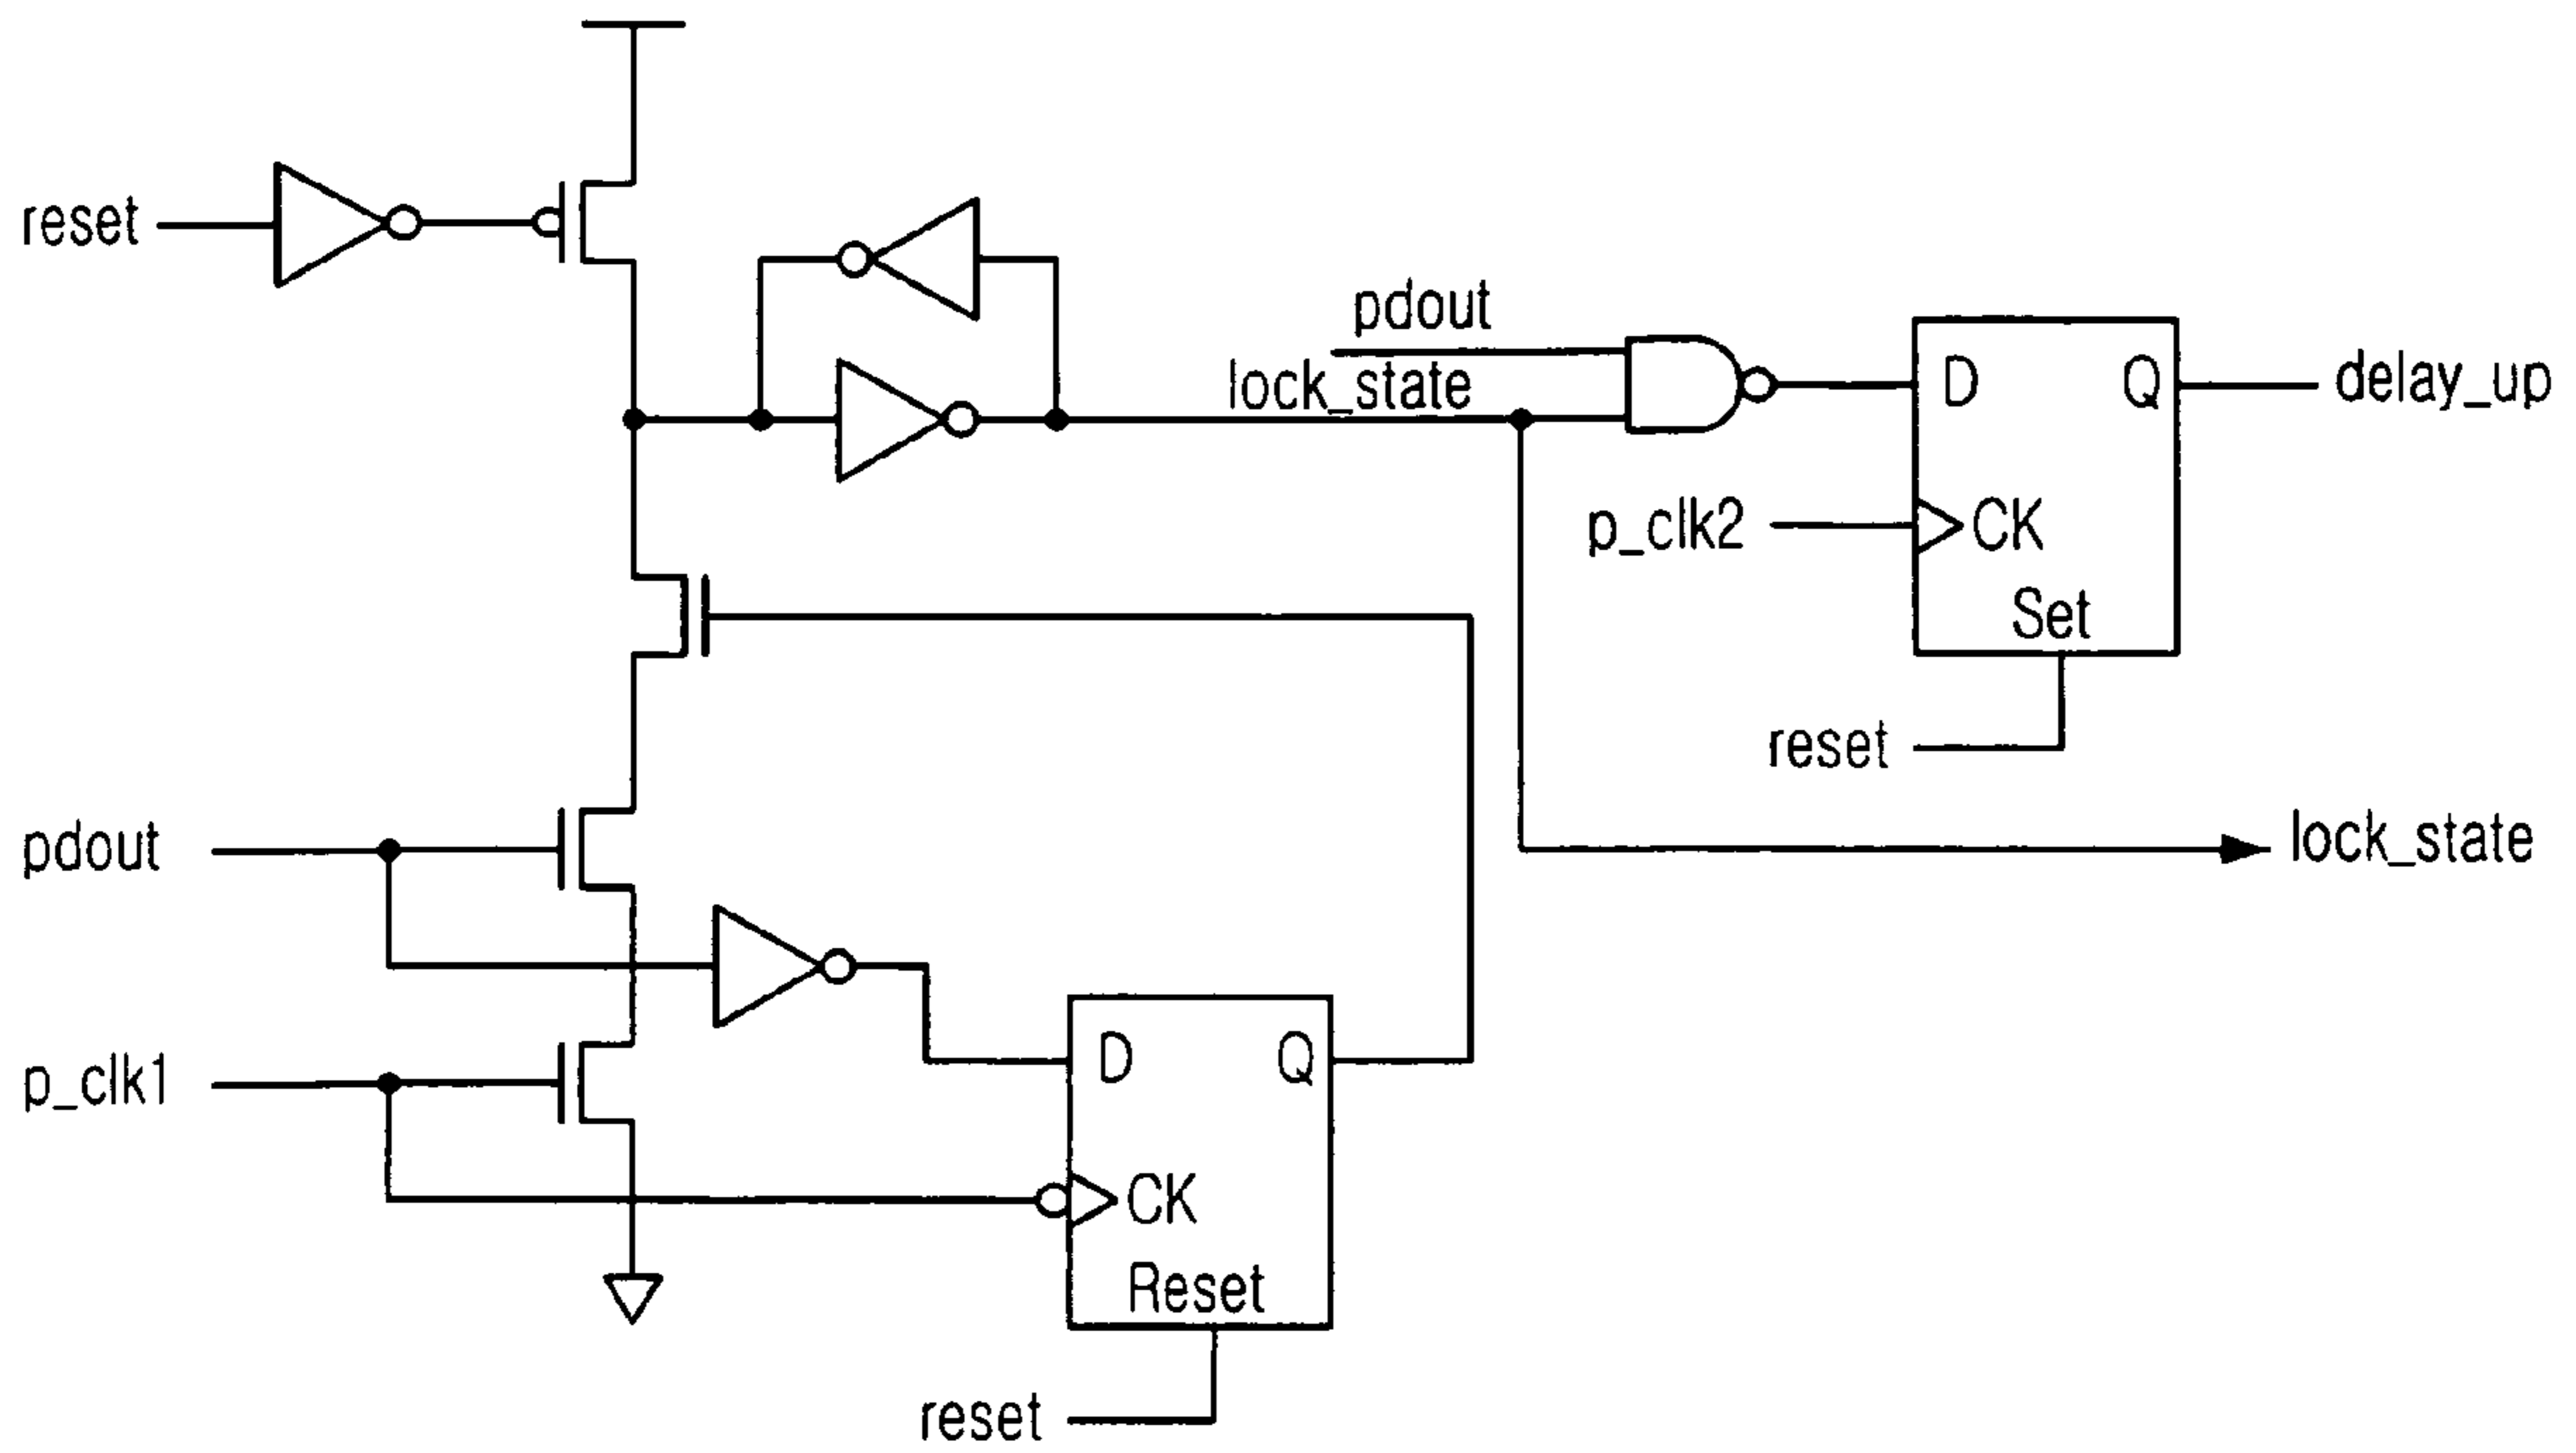 reset
pdout
lock_state
D
Q
delay_up
p_clk2
CK
Set
reset
pdout
lock_state
p_clk1
D
Q
CK
Reset
reset